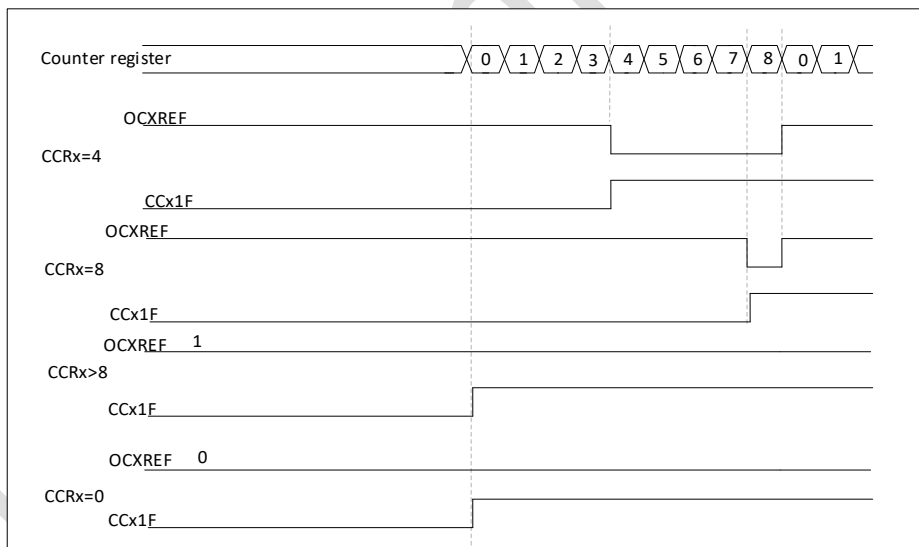 Counter register 0 1 2 3 4 5 6 7 8 0 1
OCXREF
CCRx=4
CCx1F
OCXREF
CCRx=8
CCx1F
OCXREF 1
CCRx>8
CCx1F
OCXREF 0
CCRx=0
CCx1F